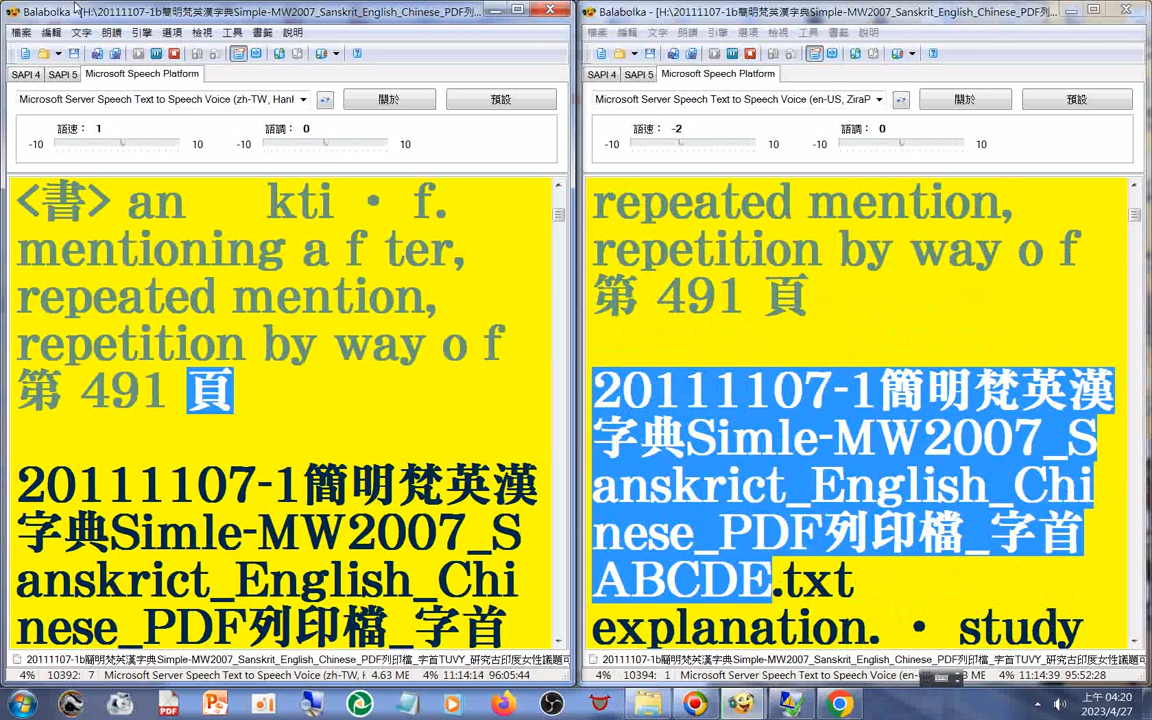 Balabolka - [H:\20111107-1b簡明梵英漢字典Simple-MW2007_Sanskrit_English_Chinese_PDF列...
檔案 編輯 文字 朗讀 引擎 選項 檢視 工具 書籤 說明
SAPI 4 SAPI 5 Microsoft Speech Platform
Microsoft Server Speech Text to Speech Voice (zh-TW, HanH 關於 預設
語速： 1 語調： 0
-10 10 -10 10
<書> an kti • f.
mentioning a f ter,
repeated mention,
repetition by way o f
第 491 頁
20111107-1簡明梵英漢
字典Simle-MW2007_S
anskrict_English_Chi
nese_PDF列印檔_字首
20111107-1b簡明梵英漢字典Simple-MW2007_Sanskrit_English_Chinese_PDF列印檔_字首TUVY_研究古印度女性議題可
4% 10392: 7 Microsoft Server Speech Text to Speech Voice (zh-TW, H 4.63 ME 4% 11:14:14 96:05:44
Balabolka - [H:\20111107-1b簡明梵英漢字典Simple-MW2007_Sanskrit_English_Chinese_PDF列...
檔案 編輯 文字 朗讀 引擎 選項 檢視 工具 書籤 說明
SAPI 4 SAPI 5 Microsoft Speech Platform
Microsoft Server Speech Text to Speech Voice (en-US, ZiraP 關於 預設
語速： -2 語調： 0
-10 10 -10 10
repeated mention,
repetition by way o f
第 491 頁
20111107-1簡明梵英漢
字典Simle-MW2007_S
anskrict_English_Chi
nese_PDF列印檔_字首
ABCDE.txt
explanation. • study
20111107-1b簡明梵英漢字典Simple-MW2007_Sanskrit_English_Chinese_PDF列印檔_字首TUVY_研究古印度女性議題可
4% 10394: 1 Microsoft Server Speech Text to Speech Voice (en-US, 3 ME 4% 11:14:39 95:52:28
上午 04:20
2023/4/27